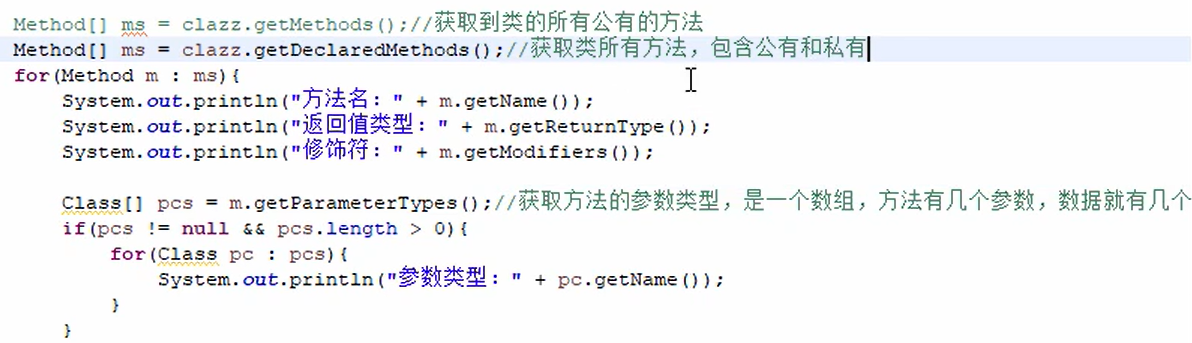 Method[] ms = clazz.getMethods();//获取到类的所有公有的方法
Method[] ms = clazz.getDeclaredMethods();//获取类所有方法，包含公有和私有
for(Method m : ms){
    System.out.println("方法名：" + m.getName());
    System.out.println("返回值类型：" + m.getReturnType());
    System.out.println("修饰符：" + m.getModifiers());

    Class[] pcs = m.getParameterTypes();//获取方法的参数类型，是一个数组，方法有几个参数，数据就有几个
    if(pcs != null && pcs.length > 0){
        for(Class pc : pcs){
            System.out.println("参数类型：" + pc.getName());
        }
    }